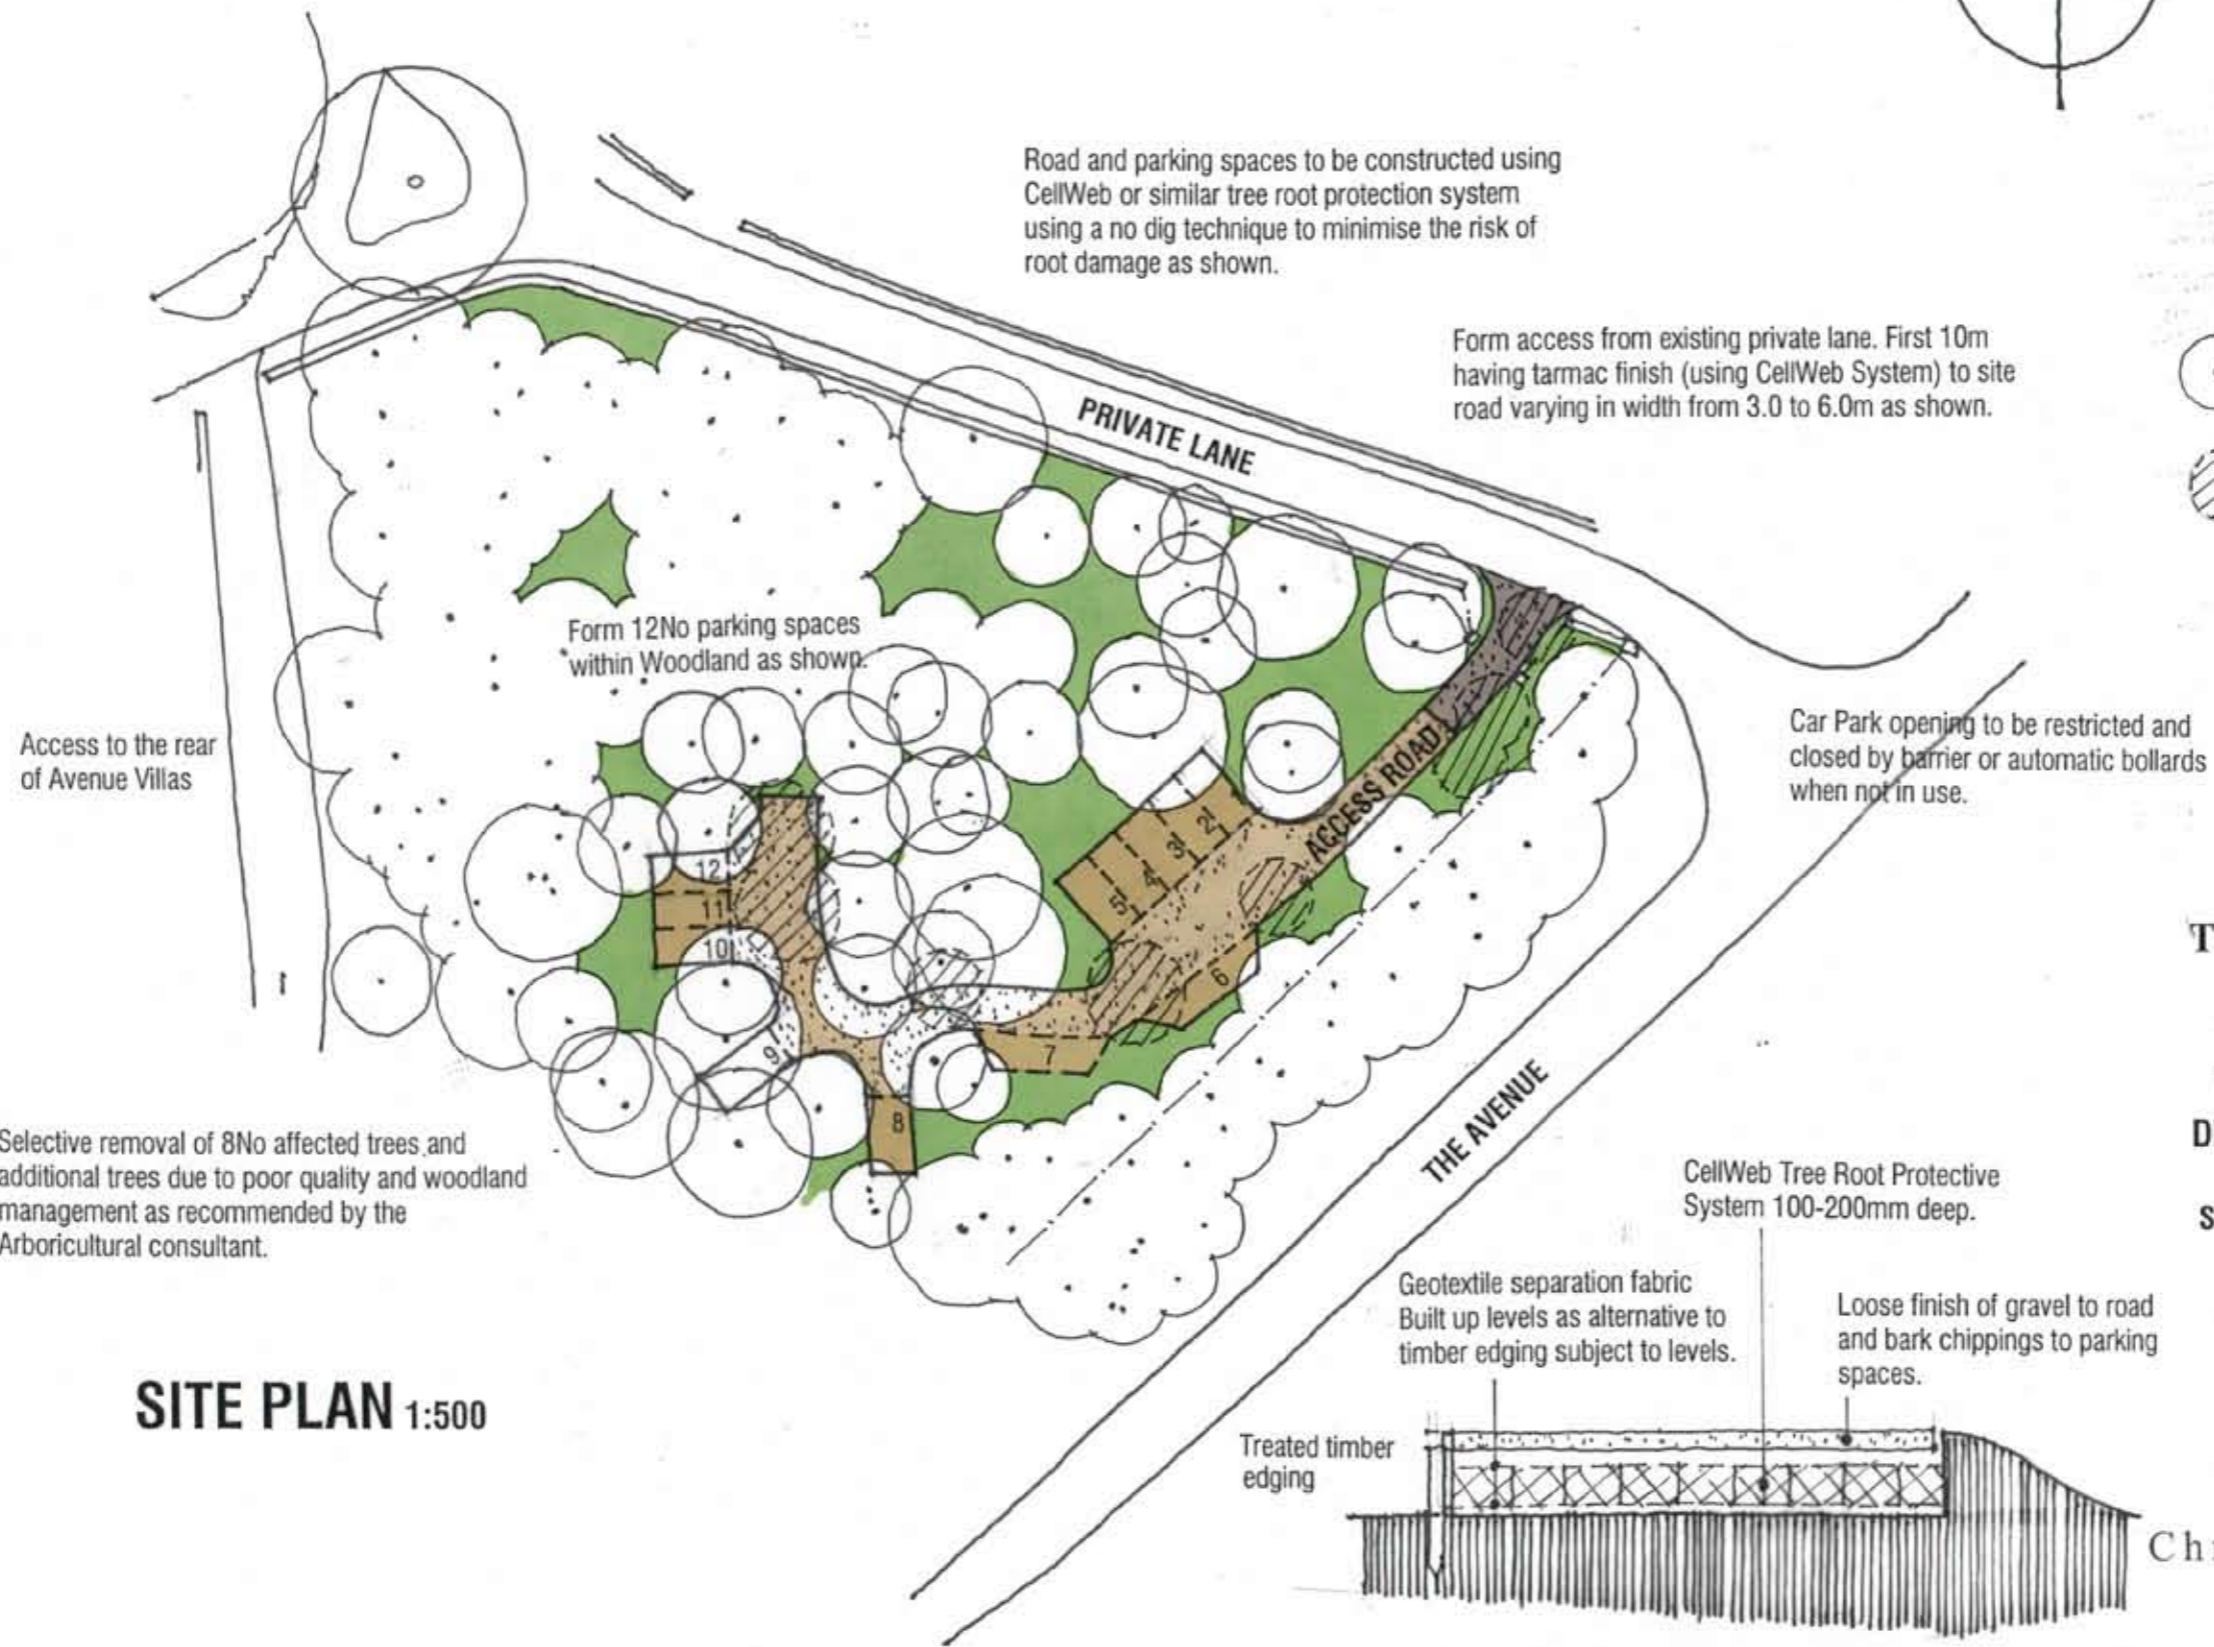 Road and parking spaces to be constructed using
CellWeb or similar tree root protection system
using a no dig technique to minimise the risk of
root damage as shown.
Form access from existing private lane. First 10m
having tarmac finish (using CellWeb System) to site
road varying in width from 3.0 to 6.0m as shown.
PRIVATE LANE
Form 12No parking spaces
within Woodland as shown.
Access to the rear
of Avenue Villas
Car Park opening to be restricted and
closed by barrier or automatic bollards
when not in use.
ACCESS ROAD
2
3
4
5
6
7
8
9
10
11
12
T
D
S
THE AVENUE
Selective removal of 8No affected trees and
additional trees due to poor quality and woodland
management as recommended by the
Arboricultural consultant.
CellWeb Tree Root Protective
System 100-200mm deep.
Geotextile separation fabric
Built up levels as alternative to
timber edging subject to levels.
Loose finish of gravel to road
and bark chippings to parking
spaces.
SITE PLAN 1:500
Treated timber
edging
Ch